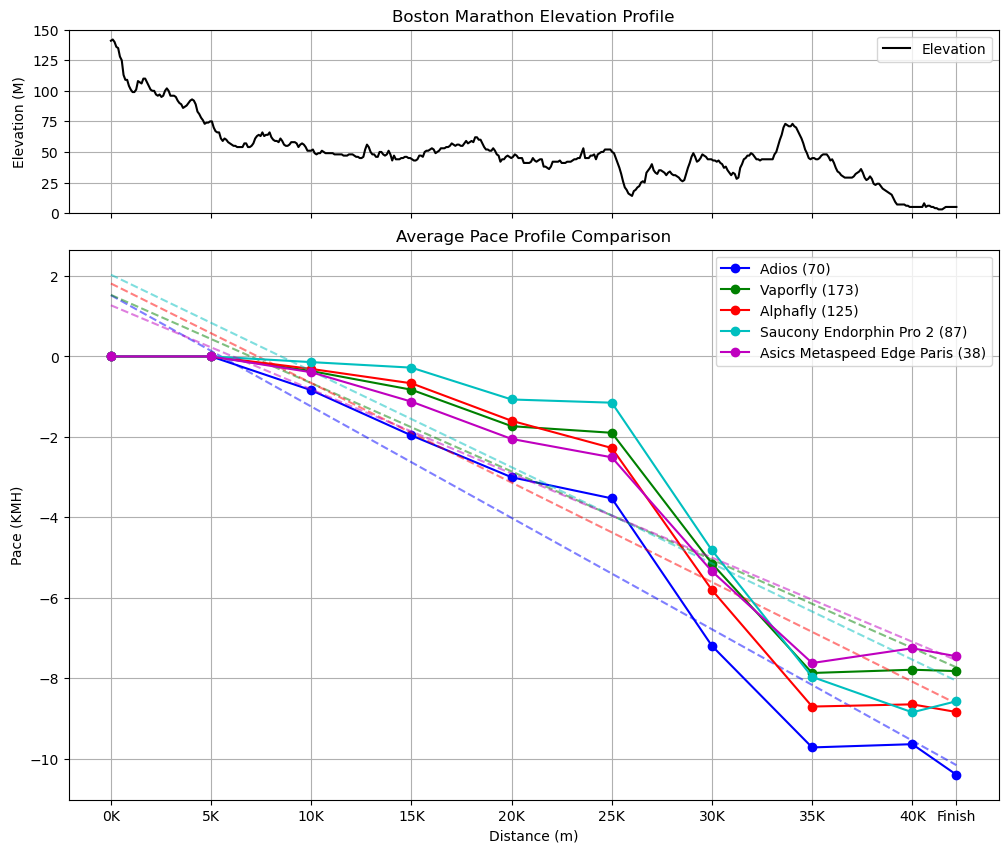 Boston Marathon Elevation Profile
Elevation (M)
150
125
100
75
50
25
0
Elevation
Average Pace Profile Comparison
Pace (KMH)
2
0
−2
−4
−6
−8
−10
Adios (70)
Vaporfly (173)
Alphafly (125)
Saucony Endorphin Pro 2 (87)
Asics Metaspeed Edge Paris (38)
0K 5K 10K 15K 20K 25K 30K 35K 40K Finish
Distance (m)